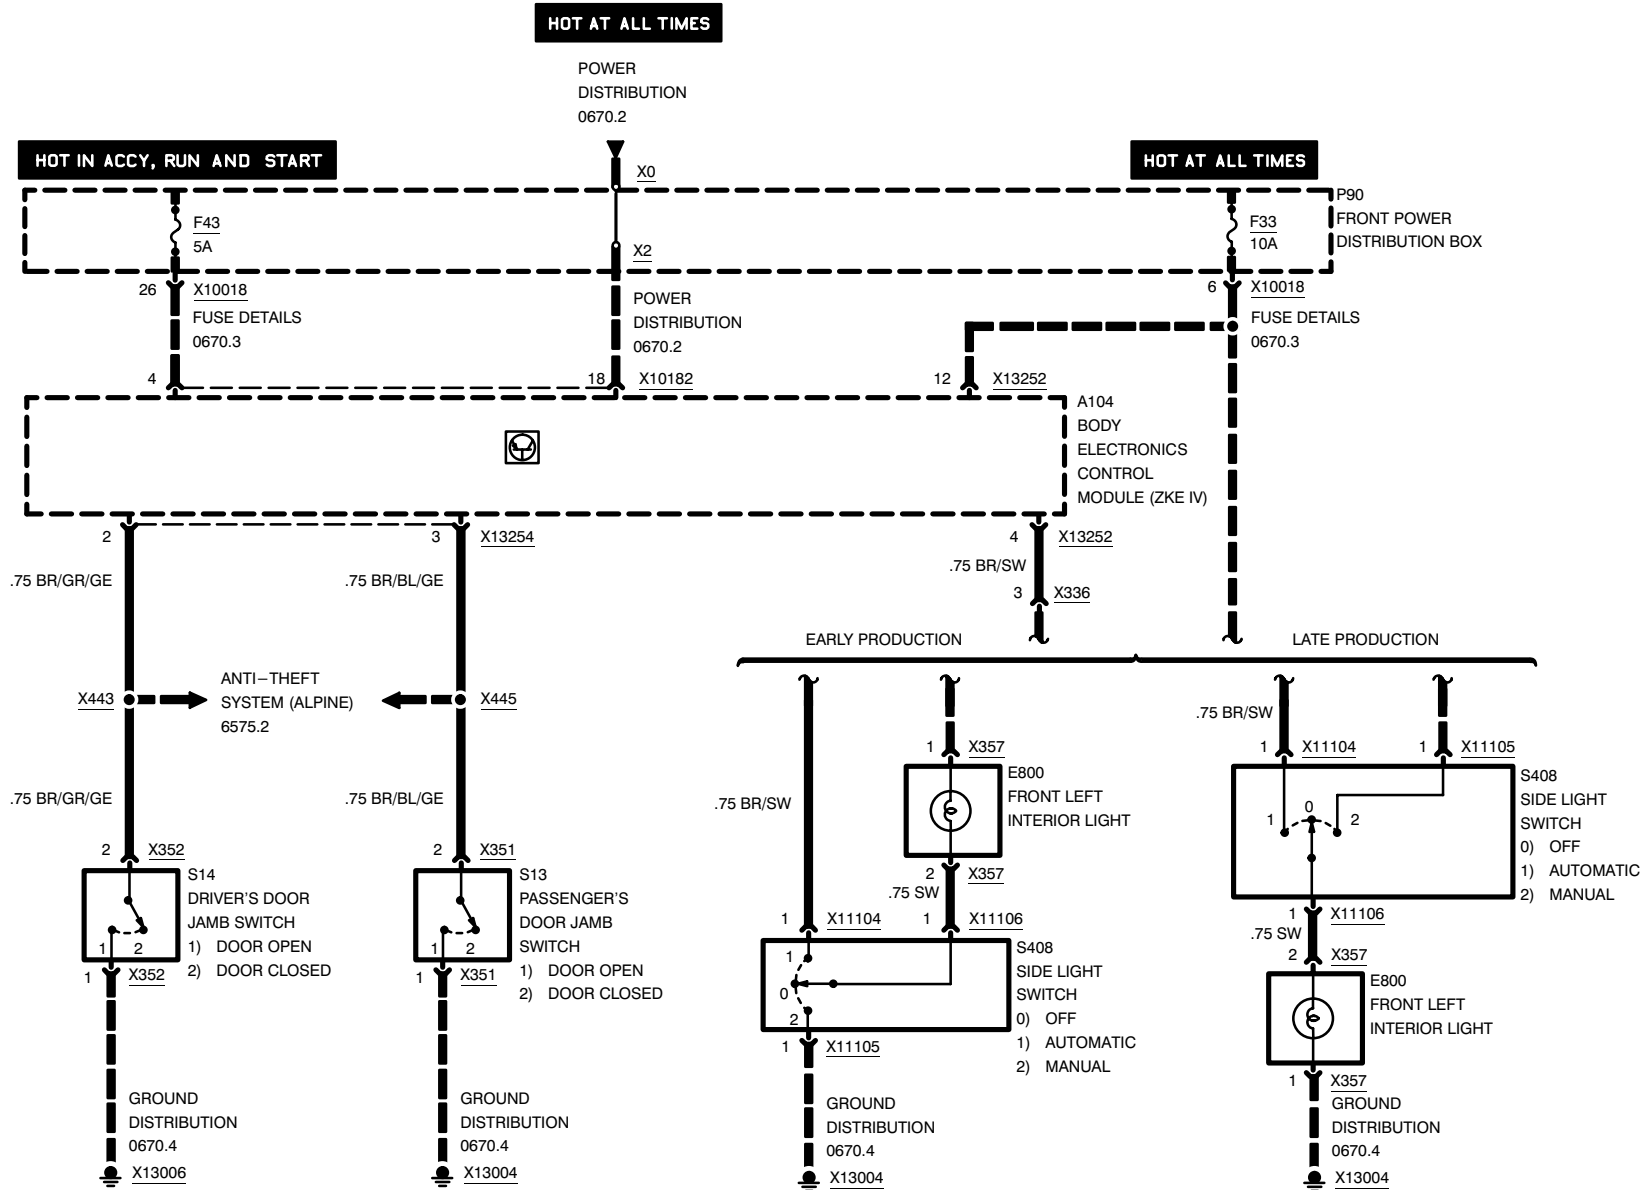 HOT AT ALL TIMES
POWER
DISTRIBUTION
0670.2
HOT IN ACCY, RUN AND START
HOT AT ALL TIMES
X0
F43
5A
X2
F33
10A
P90
FRONT POWER
DISTRIBUTION BOX
26 X10018
FUSE DETAILS
0670.3
POWER
DISTRIBUTION
0670.2
6 X10018
FUSE DETAILS
0670.3
4
18 X10182
12 X13252
A104
BODY
ELECTRONICS
CONTROL
MODULE (ZKE IV)
2
3 X13254
4 X13252
.75 BR/GR/GE
.75 BR/BL/GE
.75 BR/SW
3 X336
EARLY PRODUCTION
LATE PRODUCTION
X443
ANTI-THEFT
SYSTEM (ALPINE)
6575.2
X445
.75 BR/GR/GE
.75 BR/BL/GE
2 X352
S14
DRIVER'S DOOR
JAMB SWITCH
1) DOOR OPEN
2) DOOR CLOSED
1 2
1 X352
GROUND
DISTRIBUTION
0670.4
X13006
2 X351
S13
PASSENGER'S
DOOR JAMB
SWITCH
1) DOOR OPEN
2) DOOR CLOSED
1 2
1 X351
GROUND
DISTRIBUTION
0670.4
X13004
.75 BR/SW
1 X357
E800
FRONT LEFT
INTERIOR LIGHT
2 X357
.75 SW
1 X11104
1 X11106
1
0
2
S408
SIDE LIGHT
SWITCH
0) OFF
1) AUTOMATIC
2) MANUAL
1 X11105
GROUND
DISTRIBUTION
0670.4
X13004
.75 BR/SW
1 X11104
1 X11105
0
1 2
S408
SIDE LIGHT
SWITCH
0) OFF
1) AUTOMATIC
2) MANUAL
1 X11106
.75 SW
2 X357
E800
FRONT LEFT
INTERIOR LIGHT
1 X357
GROUND
DISTRIBUTION
0670.4
X13004